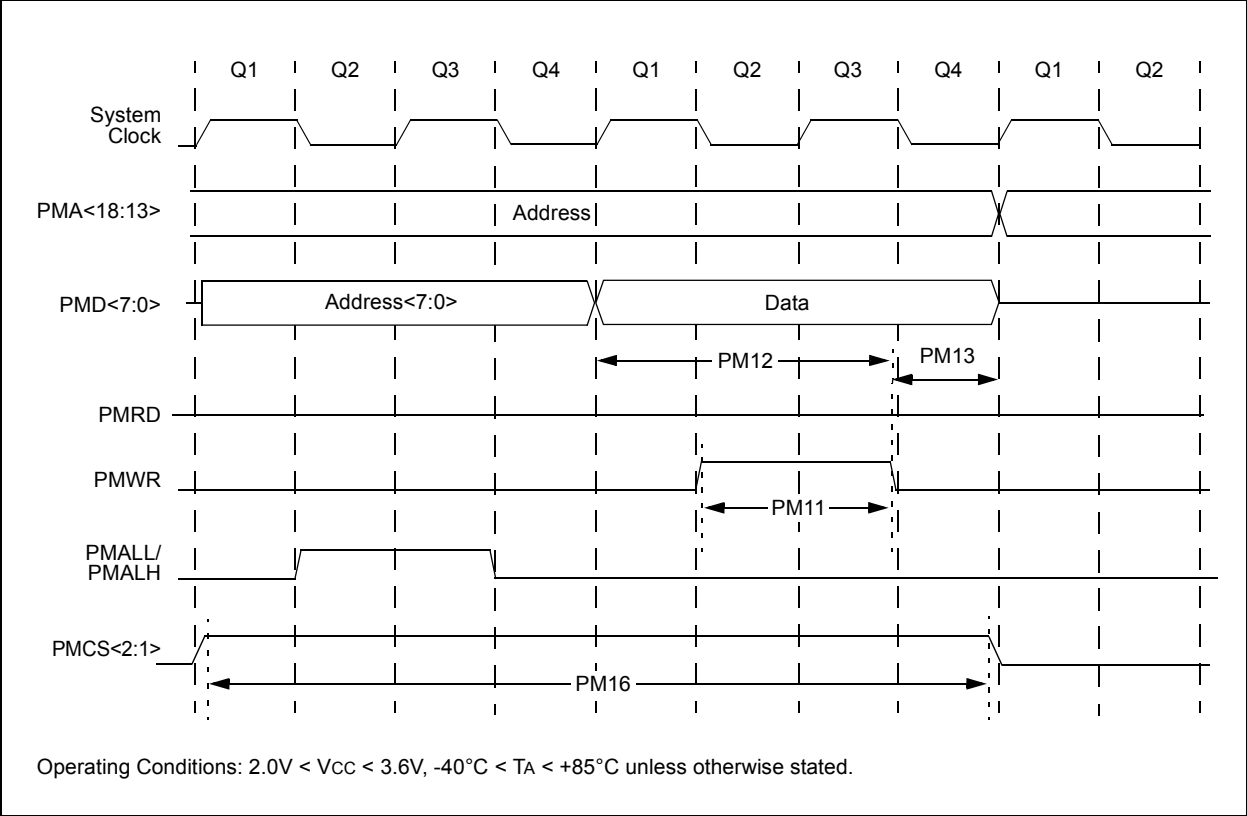 Q1 Q2 Q3 Q4 Q1 Q2 Q3 Q4 Q1 Q2
System
Clock
PMA<18:13>
Address
PMD<7:0>
Address<7:0>
Data
PM12
PM13
PMRD
PMWR
PM11
PMALL/
PMALH
PMCS<2:1>
PM16
Operating Conditions: 2.0V < VCC < 3.6V, -40°C < TA < +85°C unless otherwise stated.